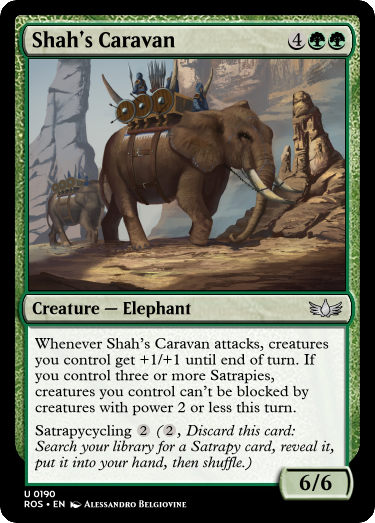 Shah's Caravan 4
Creature — Elephant
Whenever Shah's Caravan attacks, creatures
you control get +1/+1 until end of turn. If
you control three or more Satrapies,
creatures you control can't be blocked by
creatures with power 2 or less this turn.
Satrapycycling 2 (2, Discard this card:
Search your library for a Satrapy card, reveal it,
put it into your hand, then shuffle.)
6/6
U 0190
ROS • EN Alessandro Belgiovine